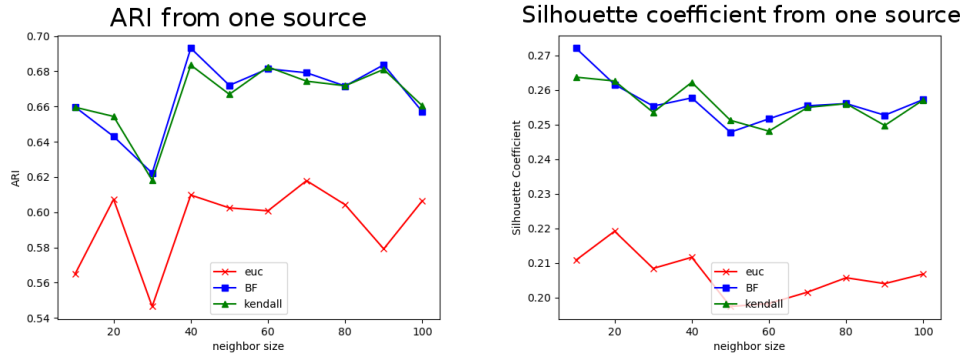 ARI from one source
0.70
0.68
0.66
0.64
0.62
0.60
0.58
0.56
0.54
ARI
20
40
60
80
100
neighbor size
euc
BF
kendall
Silhouette coefficient from one source
0.27
0.26
0.25
0.24
0.23
0.22
0.21
0.20
Silhouette Coefficient
20
40
60
80
100
neighbor size
euc
BF
kendall